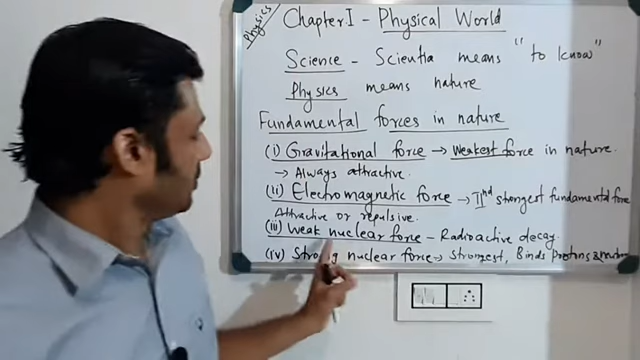 Physics
Chapter I - Physical World
Science - Scientia means "to know"
Physics means nature
Fundamental forces in nature
(i) Gravitational force → weakest force in nature.
→ Always attractive.
(ii) Electromagnetic force → IInd strongest fundamental force
Attractive or repulsive.
(iii) Weak nuclear force - Radioactive decay.
(iv) Strong nuclear force → Strongest, Binds protons &